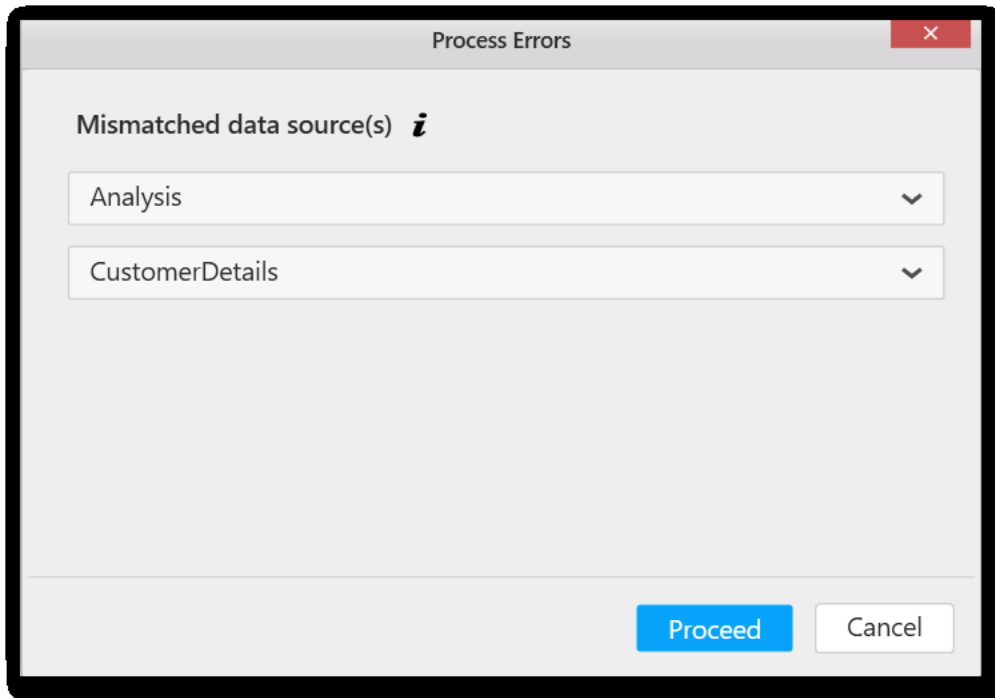 Process Errors
Mismatched data source(s) i
Analysis
CustomerDetails
Proceed Cancel